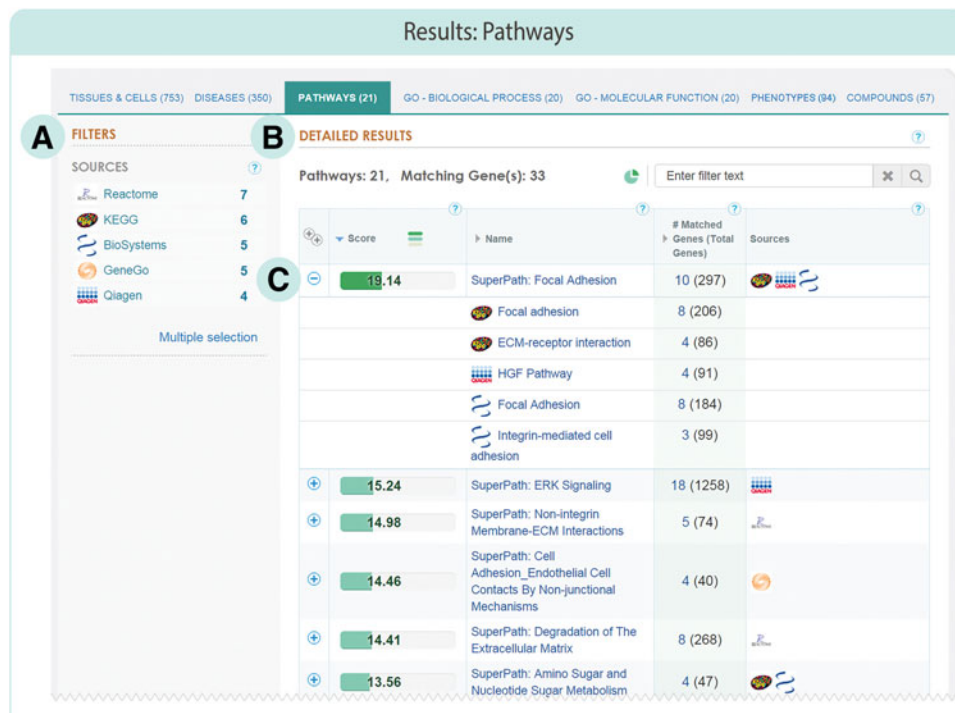 Results: Pathways
TISSUES & CELLS (753) DISEASES (350) PATHWAYS (21) GO - BIOLOGICAL PROCESS (20) GO - MOLECULAR FUNCTION (20) PHENOTYPES (94) COMPOUNDS (57)
A FILTERS
SOURCES ?
Reactome 7
KEGG 6
BioSystems 5
GeneGo 5
Qiagen 4
Multiple selection
B DETAILED RESULTS ?
Pathways: 21, Matching Gene(s): 33 Enter filter text
? ? ? ?
Score Name # Matched Genes (Total Genes) Sources
C 19.14 SuperPath: Focal Adhesion 10 (297) QIAGEN
Focal adhesion 8 (206)
ECM-receptor interaction 4 (86)
QIAGEN HGF Pathway 4 (91)
Focal Adhesion 8 (184)
Integrin-mediated cell
adhesion 3 (99)
15.24 SuperPath: ERK Signaling 18 (1258) QIAGEN
14.98 SuperPath: Non-integrin
Membrane-ECM Interactions 5 (74)
14.46 SuperPath: Cell
Adhesion_Endothelial Cell
Contacts By Non-junctional
Mechanisms 4 (40)
14.41 SuperPath: Degradation of The
Extracellular Matrix 8 (268)
13.56 SuperPath: Amino Sugar and
Nucleotide Sugar Metabolism 4 (47)